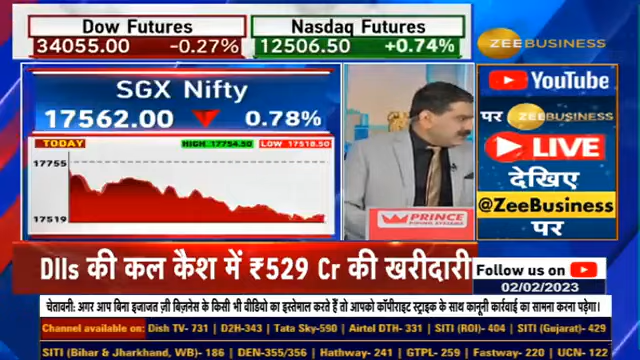 Dow Futures
34055.00 -0.27%
Nasdaq Futures
12506.50 +0.74%
ZEEBUSINESS
SGX Nifty
17562.00 0.78%
TODAY
HIGH 17754.50 LOW 17518.50
17755
17519
PRINCE
PIPING SYSTEMS
YouTube
पर ZEEBUSINESS
LIVE
देखिए
@ZeeBusiness
पर
DIIs की कल कैश में ₹529 Cr की खरीदारी
Follow us on
02/02/2023
चेतावनी: अगर आप बिना इजाजत ज़ी बिज़नेस के किसी भी वीडियो का इस्तेमाल करते हैं तो आपको कॉपीराइट स्ट्राइक के साथ कानूनी कार्रवाई का सामना करना पड़ेगा।
Channel available on: Dish TV- 731 | D2H-343 | Tata Sky-590 | Airtel DTH- 331 | SITI (ROI) - 404 | SITI (Gujarat) - 429
SITI (Bihar & Jharkhand, WB)- 186 | DEN-355/356 | Hathway- 241 | GTPL- 259 | Fastway- 220 | UCN- 122